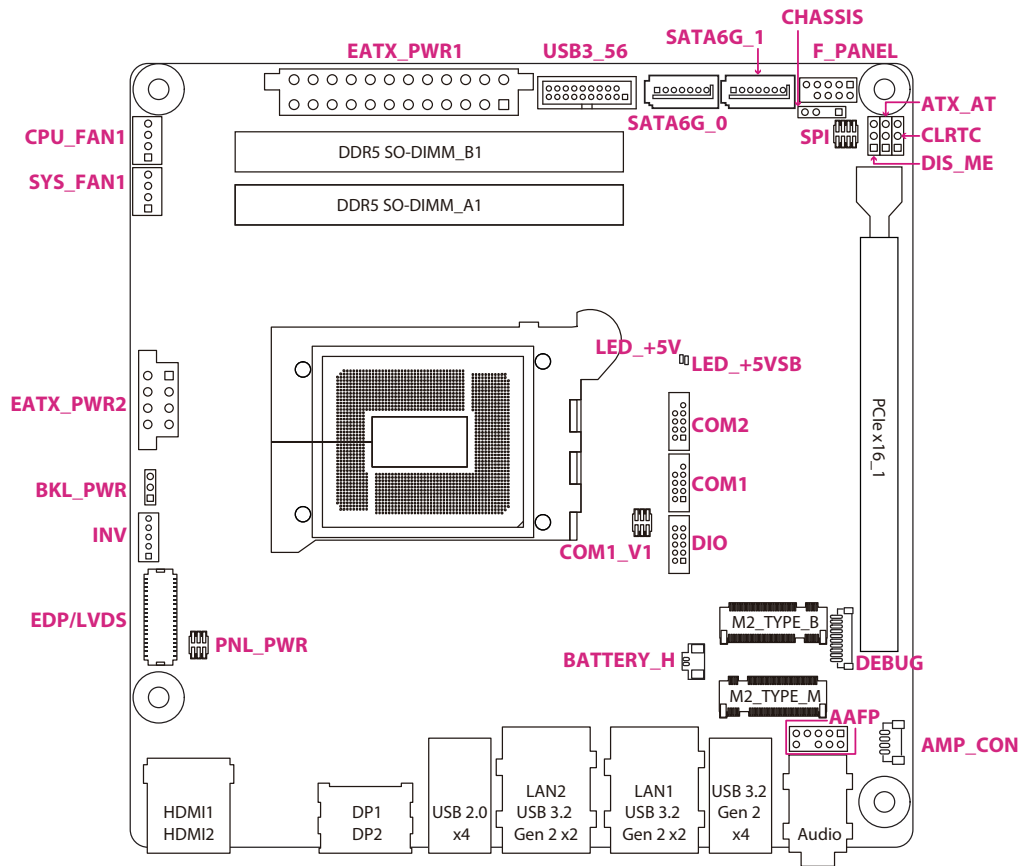 CHASSIS
SATA6G_1
EATX_PWR1
USB3_56
F_PANEL
ATX_AT
SATA6G_0
CPU_FAN1
SPI
CLRTC
DDR5 SO-DIMM_B1
DIS_ME
SYS_FAN1
DDR5 SO-DIMM_A1
LED_+5V
LED_+5VSB
EATX_PWR2
PCIe x16_1
COM2
BKL_PWR
COM1
INV
COM1_V1
DIO
EDP/LVDS
M2_TYPE_B
PNL_PWR
BATTERY_H
DEBUG
M2_TYPE_M
AAFP
AMP_CON
HDMI1
HDMI2
DP1
DP2
USB 2.0
x4
LAN2
USB 3.2
Gen 2 x2
LAN1
USB 3.2
Gen 2 x2
USB 3.2
Gen 2
x4
Audio